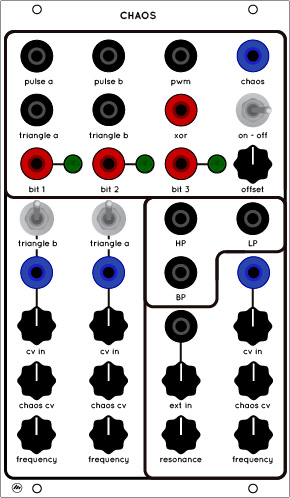 CHAOS
pulse a pulse b pwm chaos
triangle a triangle b xor on - off
bit 1 bit 2 bit 3 offset
triangle b triangle a HP LP
BP
cv in cv in cv in
chaos cv chaos cv ext in chaos cv
frequency frequency resonance frequency